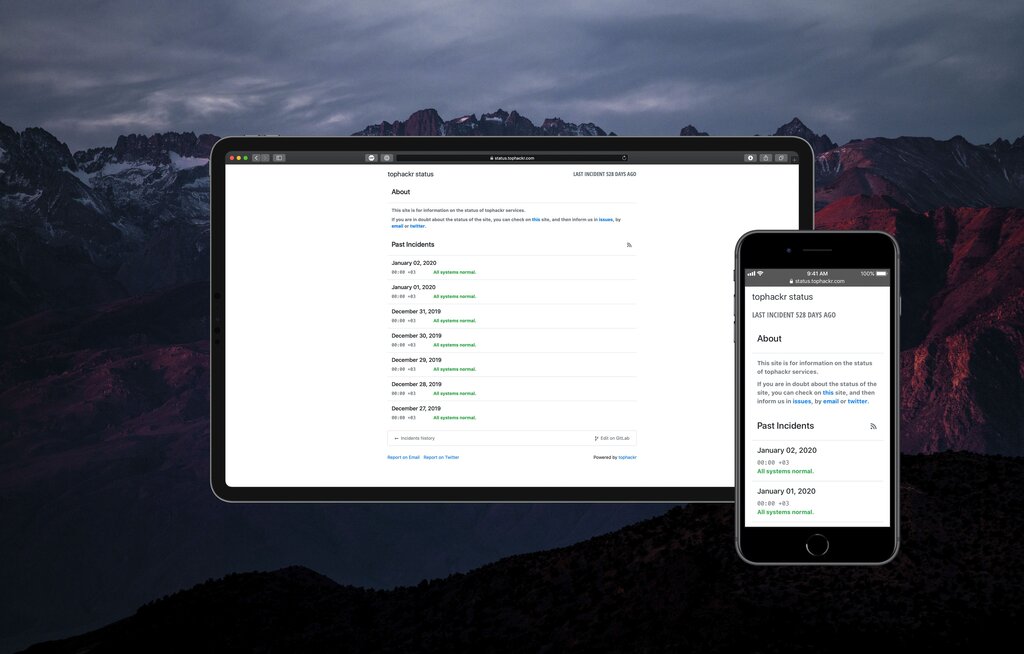 status.tophackr.com
tophackr status
LAST INCIDENT 528 DAYS AGO
About
This site is for information on the status of tophackr services.
If you are in doubt about the status of the site, you can check on this site, and then inform us in issues, by
email or twitter.
Past Incidents
January 02, 2020
00:00 +03 All systems normal.
January 01, 2020
00:00 +03 All systems normal.
December 31, 2019
00:00 +03 All systems normal.
December 30, 2019
00:00 +03 All systems normal.
December 29, 2019
00:00 +03 All systems normal.
December 28, 2019
00:00 +03 All systems normal.
December 27, 2019
00:00 +03 All systems normal.
← Incidents history Edit on GitLab
Report on Email Report on Twitter Powered by tophackr
9:41 AM 100%
status.tophackr.com
tophackr status
LAST INCIDENT 528 DAYS AGO
About
This site is for information on the status
of tophackr services.
If you are in doubt about the status of the
site, you can check on this site, and then
inform us in issues, by email or twitter.
Past Incidents
January 02, 2020
00:00 +03
All systems normal.
January 01, 2020
00:00 +03
All systems normal.